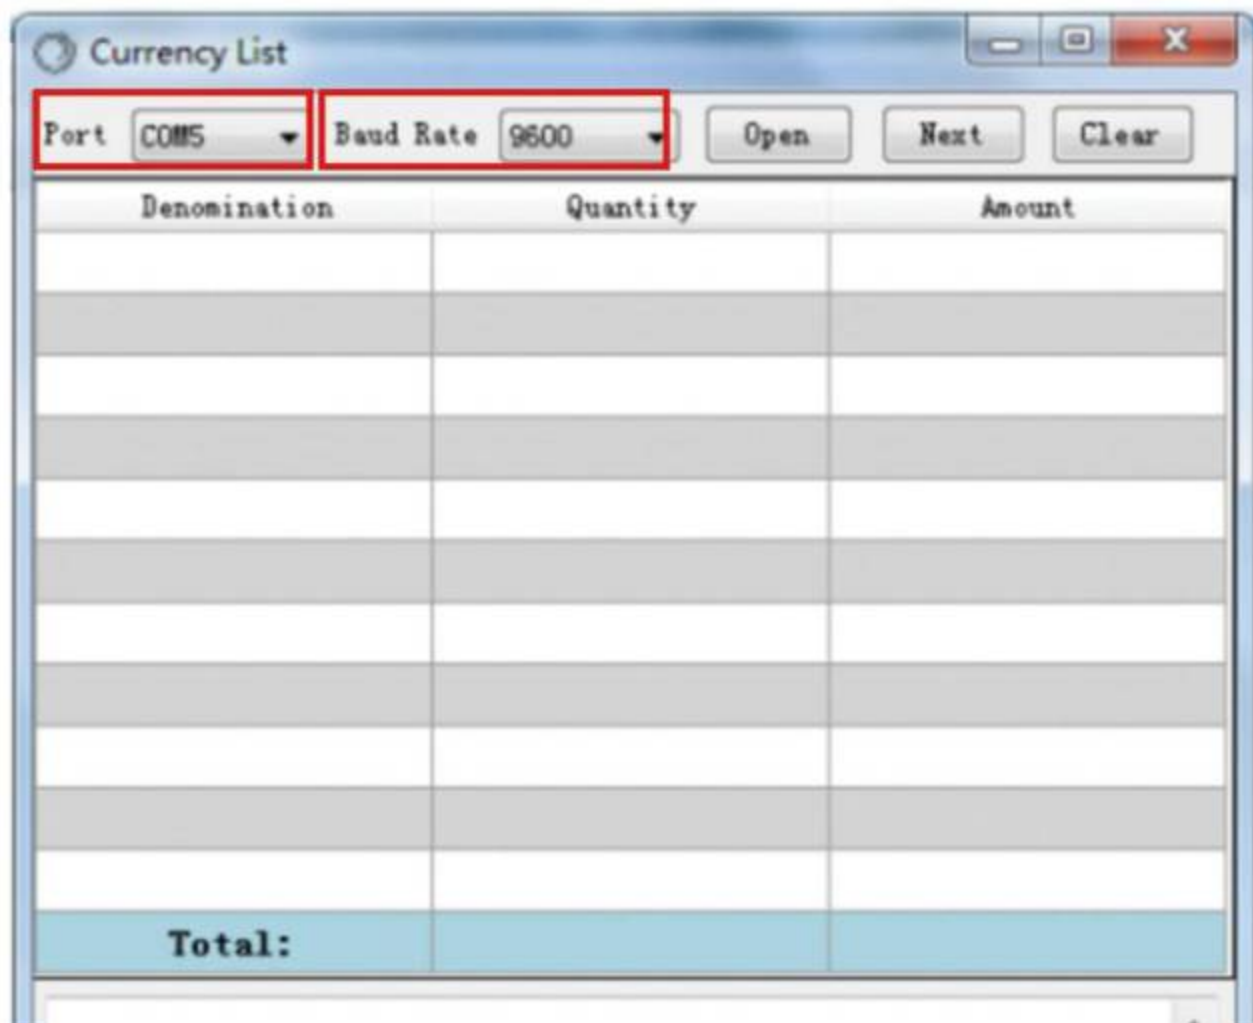 Currency List
Port COM5 Baud Rate 9600 Open Next Clear
Denomination Quantity Amount
Total: